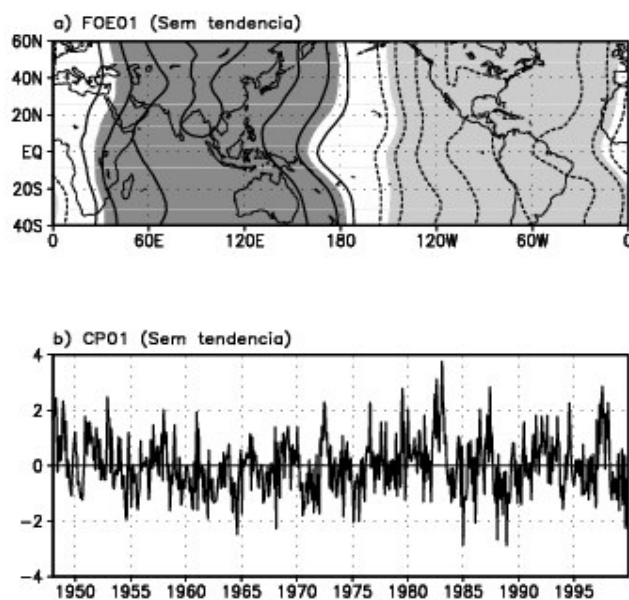 a) FOE01 (Sem tendencia)
60N
40N
20N
EQ
20S
40S
0 60E 120E 180 120W 60W 0
b) CP01 (Sem tendencia)
4
2
0
-2
-4
1950 1955 1960 1965 1970 1975 1980 1985 1990 1995